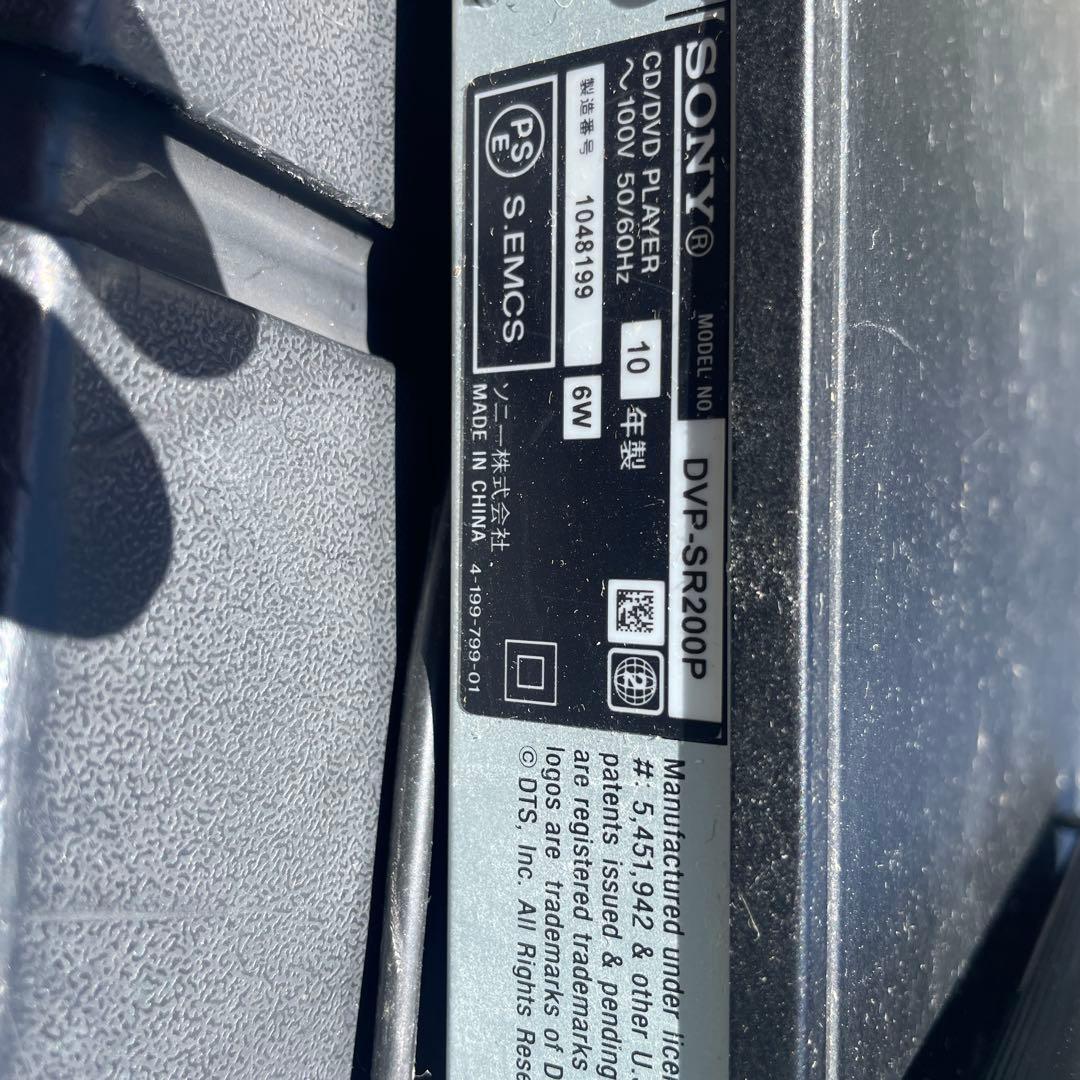 SONY® MODEL NO. DVP-SR200P
CD/DVD PLAYER
～100V 50/60Hz 10 年製
製造番号 1048199 6W
PS E S.EMCS
ソニー株式会社.
MADE IN CHINA 4-199-799-01
2
Manufactured under licen
#: 5,451,942 & other U.S
patents issued & pending
are registered trademarks
logos are trademarks of D
© DTS, Inc. All Rights Rese